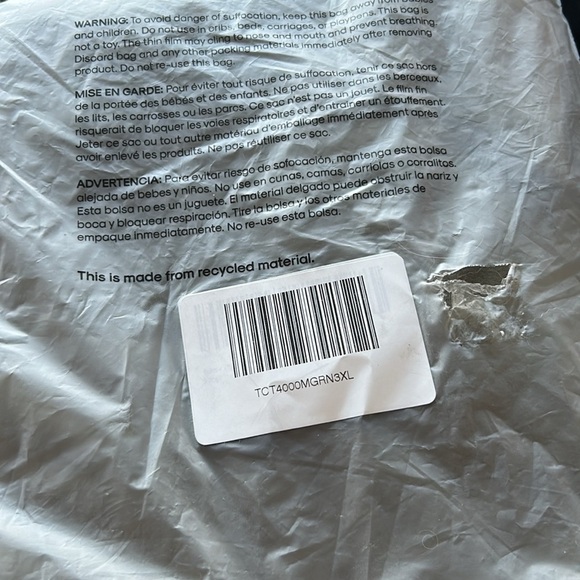 WARNING: To avoid danger of suffocation, keep this bag away from babies
and children. Do not use in cribs, beds, carriages, or playpens. This bag is
not a toy. The thin film may cling to nose and mouth and prevent breathing.
Discard bag and any other packing materials immediately after removing
product. Do not re-use this bag.
MISE EN GARDE: Pour éviter tout risque de suffocation, tenir ce sac hors
de la portée des bébés et des enfants. Ne pas utiliser dans les berceaux,
les lits, les carrosses ou les parcs. Ce sac n'est pas un jouet. Le film fin
risquerait de bloquer les voies respiratoires et d'entraîner un étouffement.
Jeter ce sac ou tout autre matériau d'emballage immédiatement après
avoir enlevé les produits. Ne pas réutiliser ce sac.
ADVERTENCIA: Para evitar riesgo de sofocación, mantenga esta bolsa
alejada de bebes y niños. No use en cunas, camas, carriolas o corralitos.
Esta bolsa no es un juguete. El material delgado puede obstruir la nariz y
boca y bloquear respiración. Tire la bolsa y los otros materiales de
empaque inmediatamente. No re-use esta bolsa.
This is made from recycled material.
TCT4000MGRN3XL